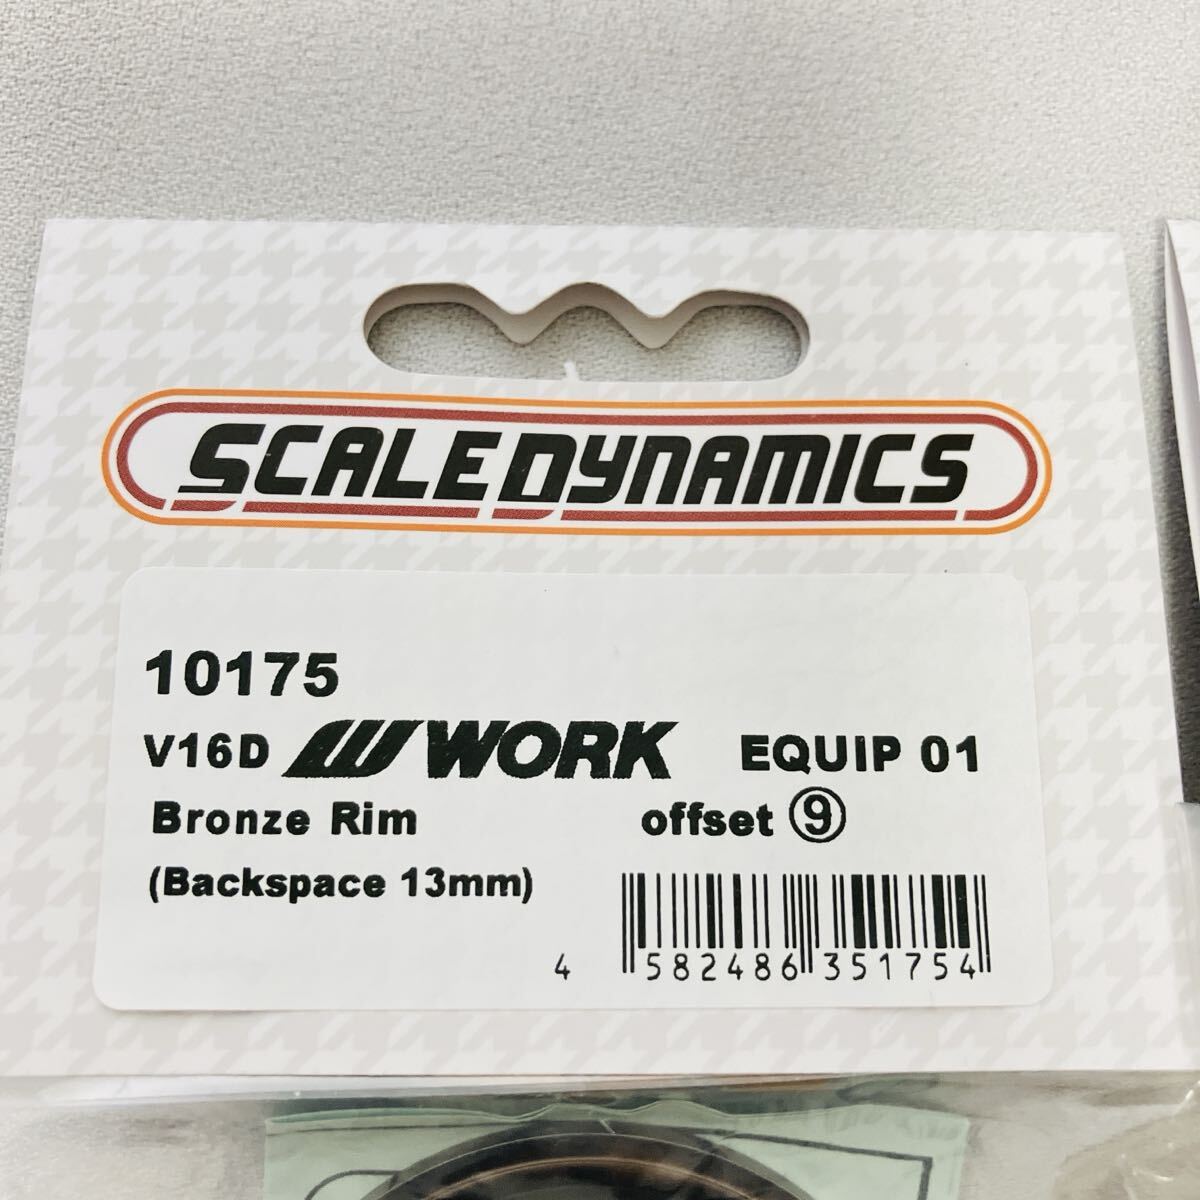 SCALEDYNAMICS
10175
V16D WORK EQUIP 01
Bronze Rim offset ⑨
(Backspace 13mm)
4 582486 351754